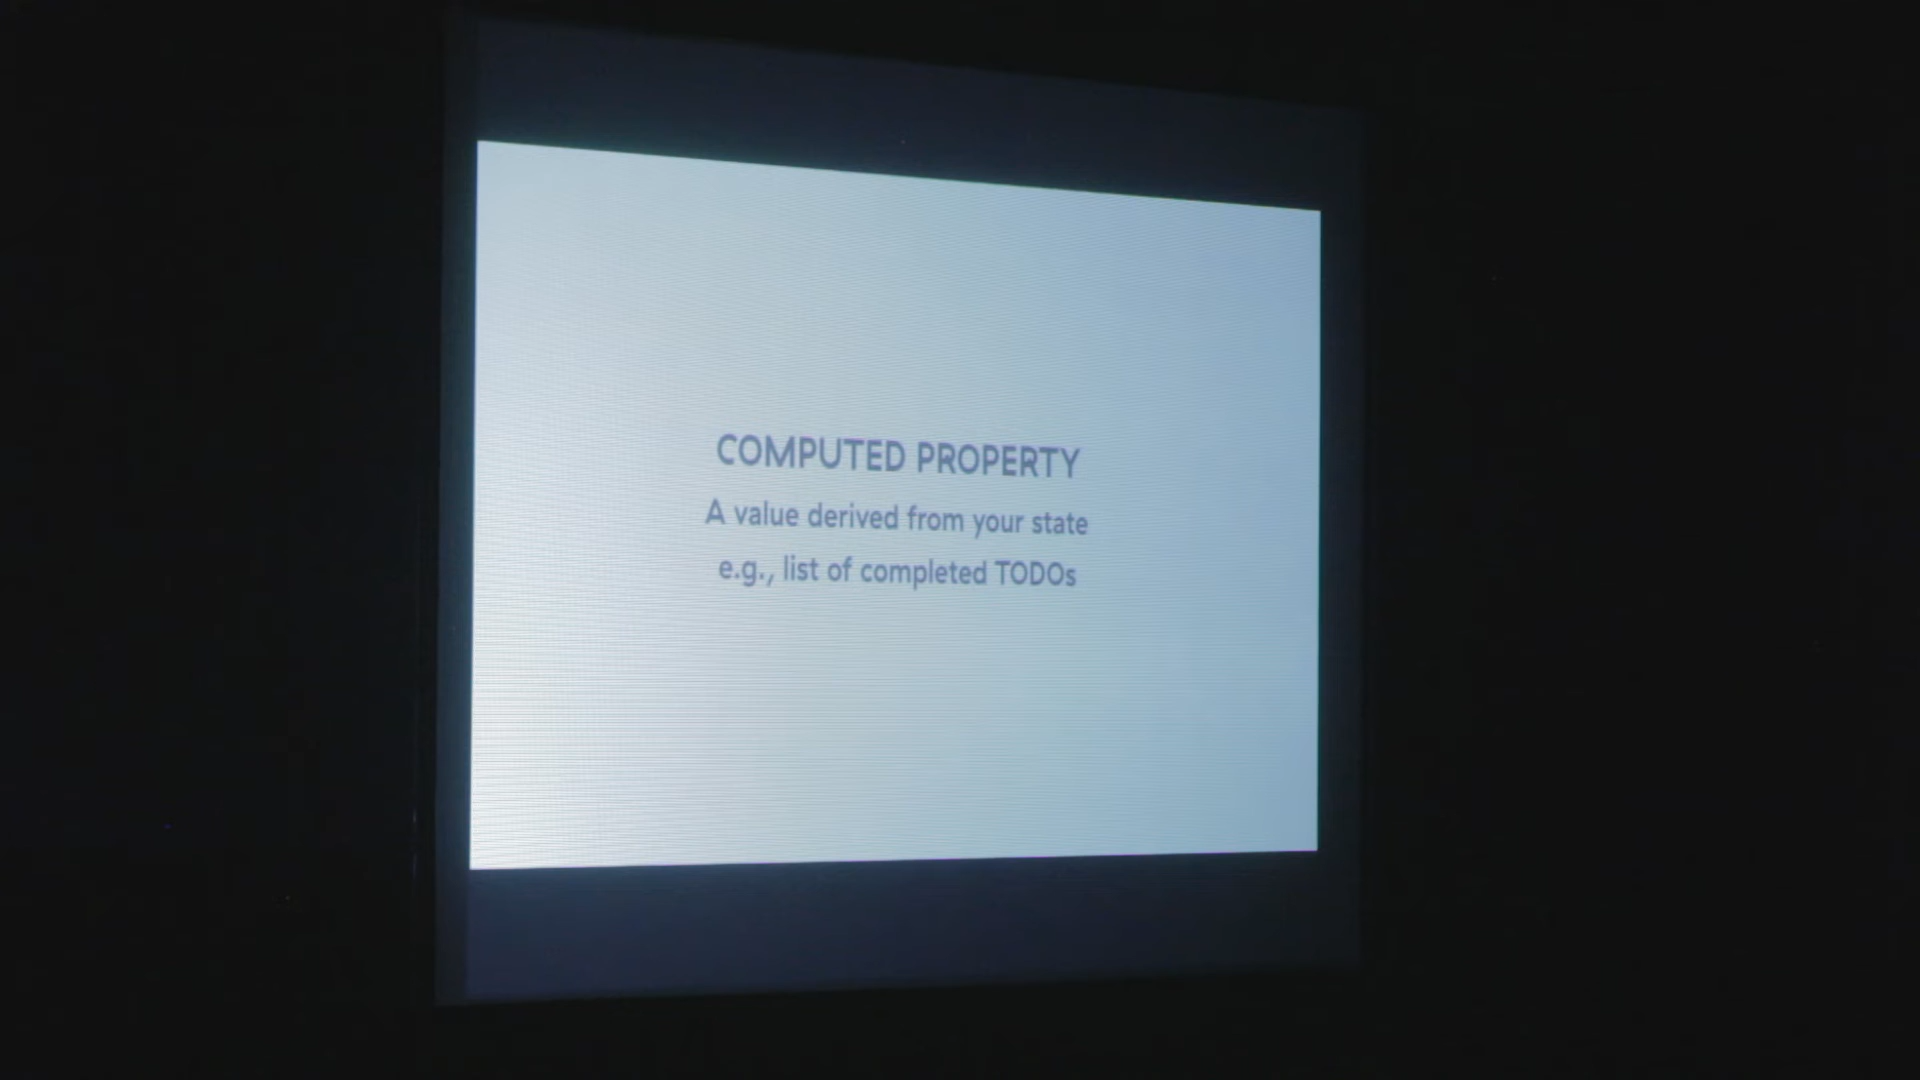 COMPUTED PROPERTY
A value derived from your state
e.g., list of completed TODOs